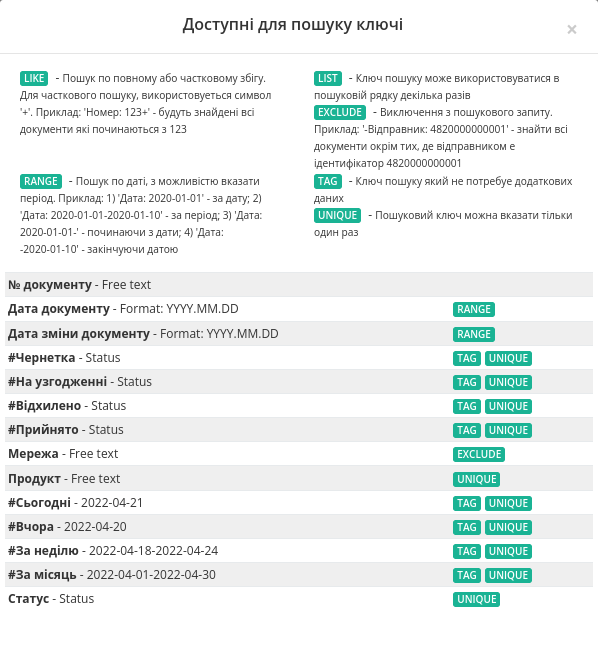 Доступні для пошуку ключі
×
LIKE - Пошук по повному або частковому збігу.
Для часткового пошуку, використовуеться символ
'+'. Приклад: 'Номер: 123+' - будуть знайдені всі
документи які починаються з 123
LIST - Ключ пошуку може використовуватися в
пошуковій рядку декілька разів
EXCLUDE - Виключення з пошукового запиту.
Приклад: '-Відправник: 4820000000001' - знайти всі
документи окрім тих, де відправником е
ідентифікатор 4820000000001
RANGE - Пошук по даті, з можливістю вказати
період. Приклад: 1) 'Дата: 2020-01-01' - за дату; 2)
'Дата: 2020-01-01-2020-01-10' - за період; 3) 'Дата:
2020-01-01-' - починаючи з дати; 4) 'Дата:
-2020-01-10' - закінчуючи датою
TAG - Ключ пошуку який не потребуе додаткових
даних
UNIQUE - Пошуковий ключ можна вказати тільки
один раз
№ документу - Free text
Дата документу - Format: YYYY.MM.DD RANGE
Дата зміни документу - Format: YYYY.MM.DD RANGE
#Чернетка - Status TAG UNIQUE
#На узгодженні - Status TAG UNIQUE
#Відхилено - Status TAG UNIQUE
#Прийнято - Status TAG UNIQUE
Мережа - Free text EXCLUDE
Продукт - Free text UNIQUE
#Сьогодні - 2022-04-21 TAG UNIQUE
#Вчора - 2022-04-20 TAG UNIQUE
#За неділю - 2022-04-18-2022-04-24 TAG UNIQUE
#За місяць - 2022-04-01-2022-04-30 TAG UNIQUE
Статус - Status UNIQUE